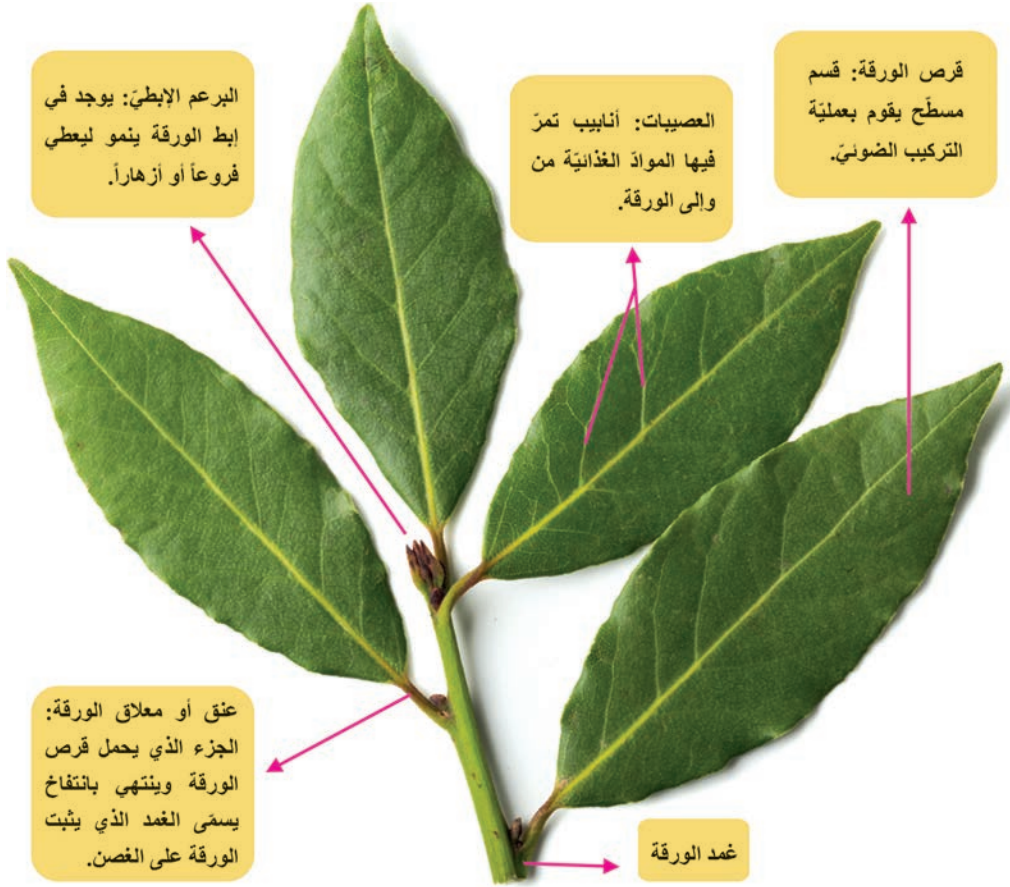 قرص الورقة: قسم
مسطّح يقوم بعمليّة
التركيب الضوئيّ.
العصيبات: أنابيب تمرّ
فيها الموادّ الغذائيّة من
وإلى الورقة.
البرعم الإبطيّ: يوجد في
إبط الورقة ينمو ليعطي
فروعاً أو أزهاراً.
عنق أو معلاق الورقة:
الجزء الذي يحمل قرص
الورقة وينتهي بانتفاخ
يسمّى الغمد الذي يثبت
الورقة على الغصن.
غمد الورقة